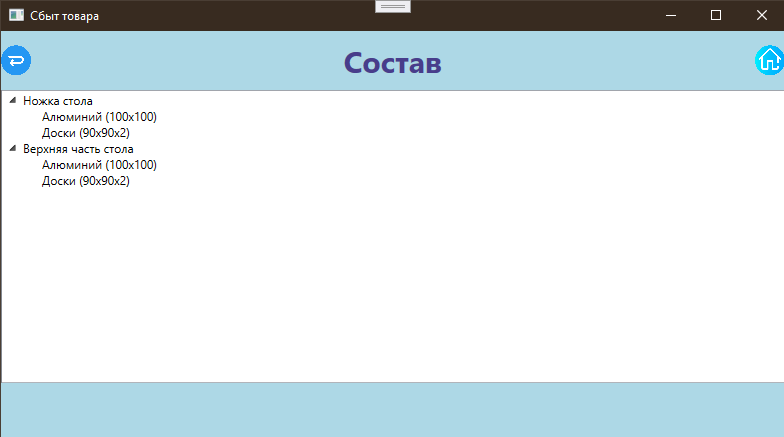 Сбыт товара
Состав
Ножка стола
Алюминий (100x100)
Доски (90x90x2)
Верхняя часть стола
Алюминий (100x100)
Доски (90x90x2)